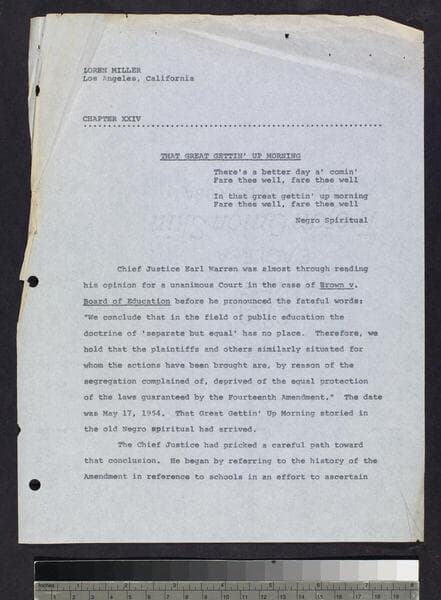 LOREN MILLER
Los Angeles, California
CHAPTER XXIV
THAT GREAT GETTIN' UP MORNING
There's a better day a' comin'
Fare thee well, fare thee well
In that great gettin' up morning
Fare thee well, fare thee well
Negro Spiritual
Chief Justice Earl Warren was almost through reading
his opinion for a unanimous Court in the case of Brown v.
Board of Education before he pronounced the fateful words:
"We conclude that in the field of public education the
doctrine of 'separate but equal' has no place. Therefore, we
hold that the plaintiffs and others similarly situated for
whom the actions have been brought are, by reason of the
segregation complained of, deprived of the equal protection
of the laws guaranteed by the Fourteenth Amendment." The date
was May 17, 1954. That Great Gettin' Up Morning storied in
the old Negro spiritual had arrived.
The Chief Justice had pricked a careful path toward
that conclusion. He began by referring to the history of the
Amendment in reference to schools in an effort to ascertain